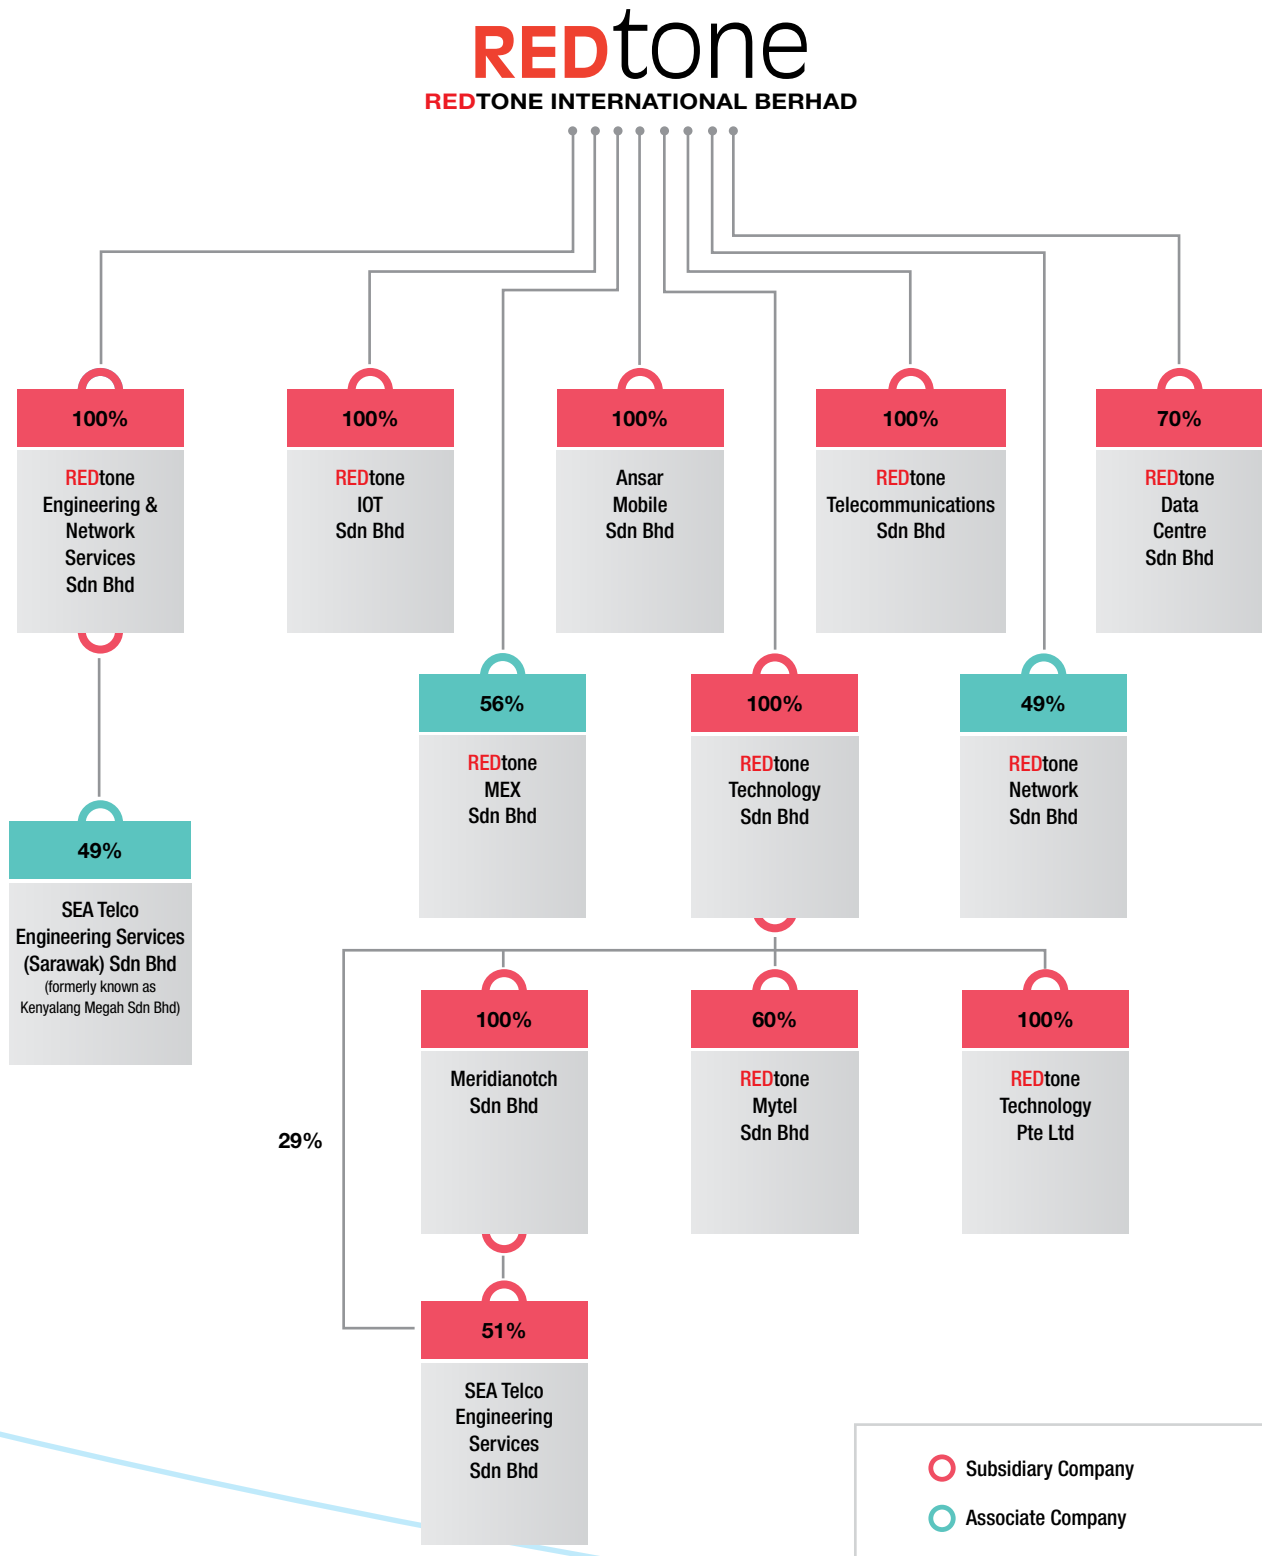 REDtone
REDTONE INTERNATIONAL BERHAD
100%
REDtone
Engineering &
Network
Services
Sdn Bhd
100%
REDtone
IOT
Sdn Bhd
100%
Ansar
Mobile
Sdn Bhd
100%
REDtone
Telecommunications
Sdn Bhd
70%
REDtone
Data
Centre
Sdn Bhd
56%
REDtone
MEX
Sdn Bhd
100%
REDtone
Technology
Sdn Bhd
49%
REDtone
Network
Sdn Bhd
49%
SEA Telco
Engineering Services
(Sarawak) Sdn Bhd
(formerly known as
Kenyalang Megah Sdn Bhd)
100%
Meridianotch
Sdn Bhd
60%
REDtone
Mytel
Sdn Bhd
100%
REDtone
Technology
Pte Ltd
29%
51%
SEA Telco
Engineering
Services
Sdn Bhd
Subsidiary Company
Associate Company